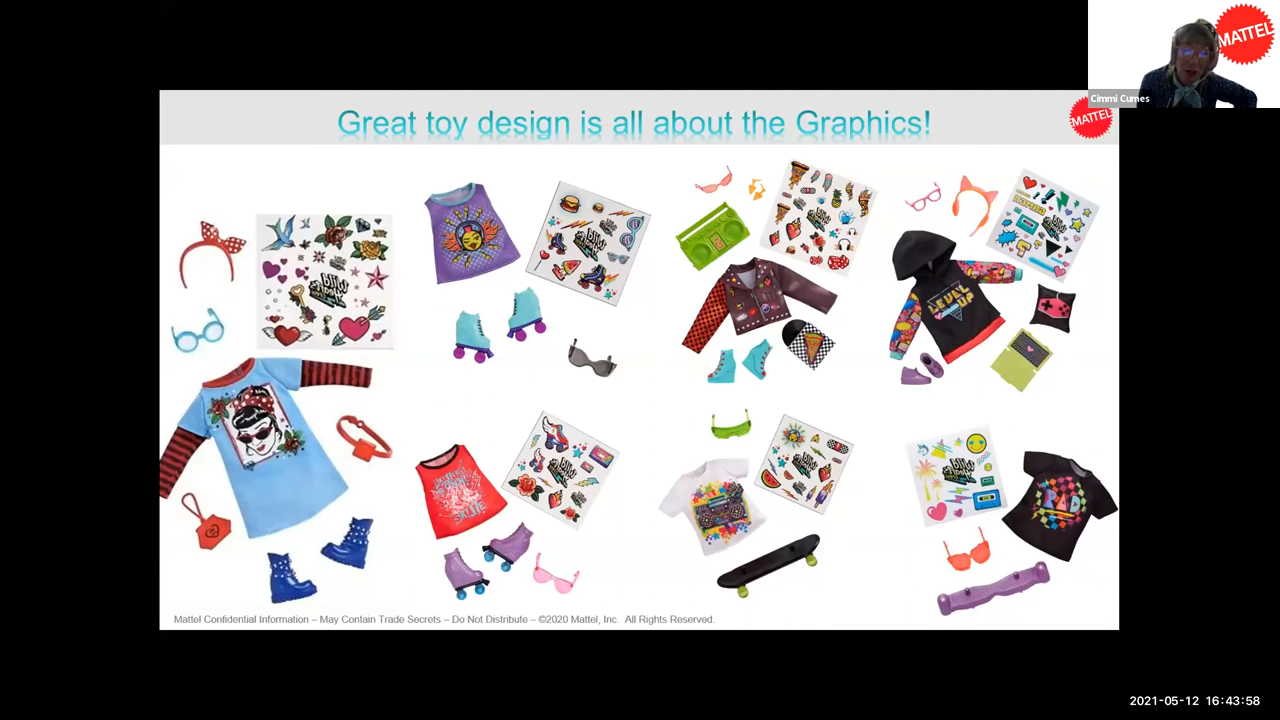 MATTEL
Cimmi Cumes
Great toy design is all about the Graphics!
MATTEL
LEVEL
UP
SKATE
RAD
Mattel Confidential Information – May Contain Trade Secrets – Do Not Distribute – ©2020 Mattel, Inc. All Rights Reserved.
2021-05-12 16:43:58